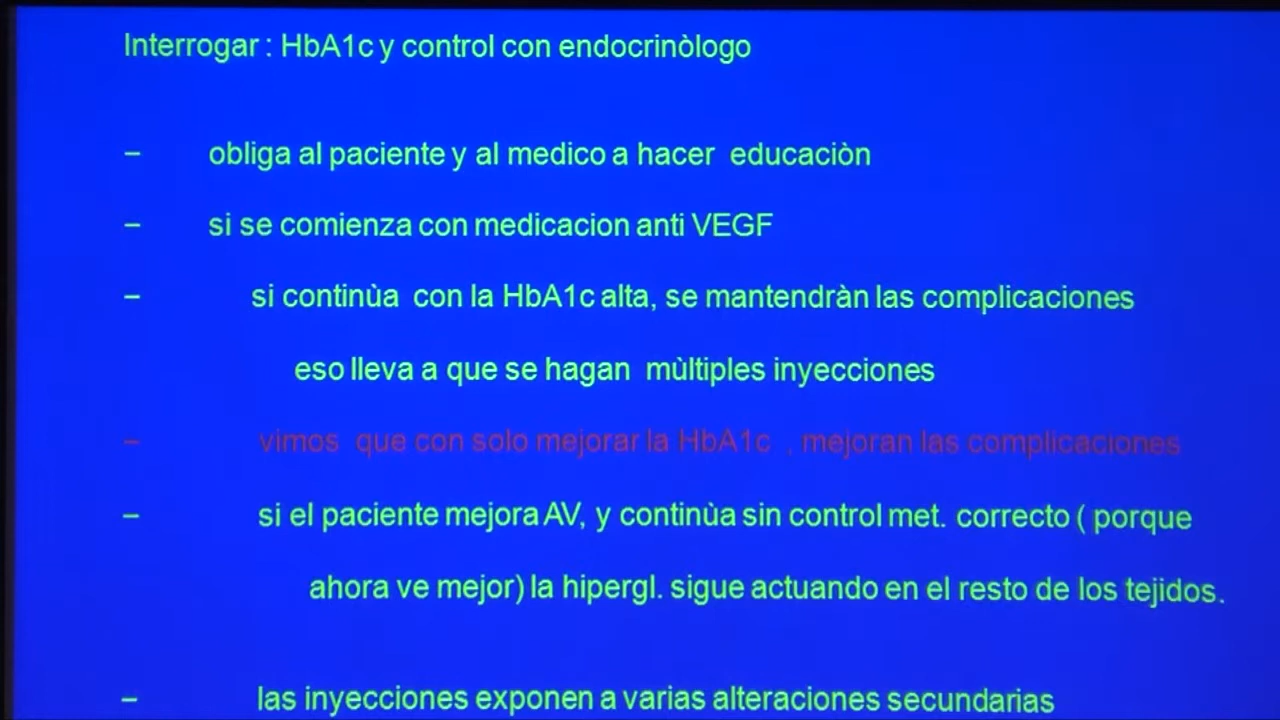 Interrogar : HbA1c y control con endocrinòlogo
– obliga al paciente y al medico a hacer educaciòn
– si se comienza con medicacion anti VEGF
– si continùa con la HbA1c alta, se mantendràn las complicaciones
eso lleva a que se hagan mùltiples inyecciones
– vimos que con solo mejorar la HbA1c , mejoran las complicaciones
– si el paciente mejora AV, y continùa sin control met. correcto ( porque
ahora ve mejor) la hipergl. sigue actuando en el resto de los tejidos.
– las inyecciones exponen a varias alteraciones secundarias